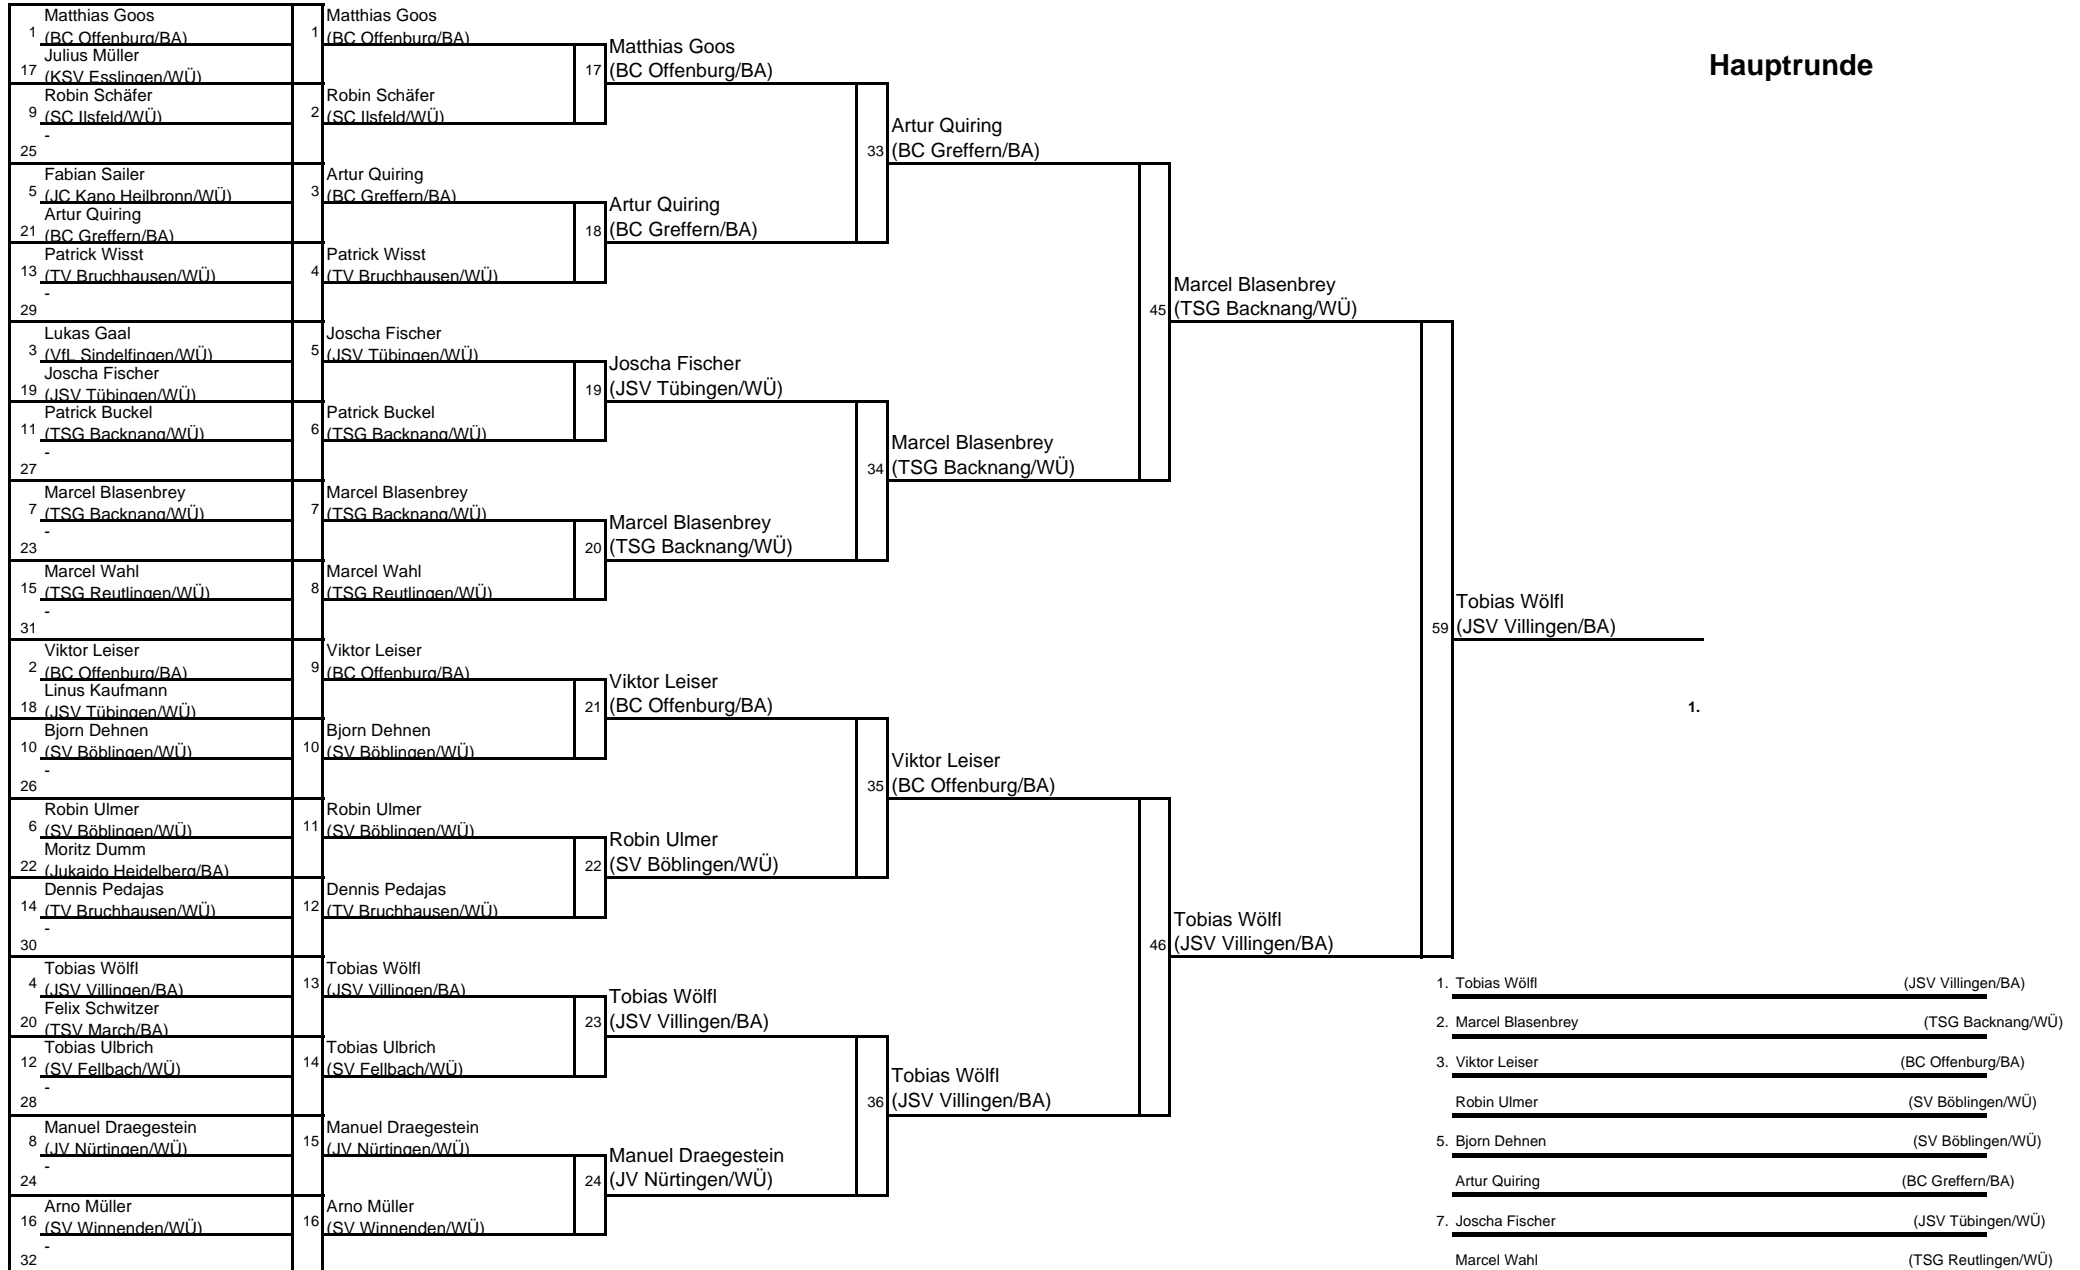 Hauptrunde
1 Matthias Goos
(BC Offenburg/BA)
17 Julius Müller
(KSV Esslingen/WÜ)
9 Robin Schäfer
(SC Ilsfeld/WÜ)
25 -
5 Fabian Sailer
(JC Kano Heilbronn/WÜ)
21 Artur Quiring
(BC Greffern/BA)
13 Patrick Wisst
(TV Bruchhausen/WÜ)
29 -
3 Lukas Gaal
(VfL Sindelfingen/WÜ)
19 Joscha Fischer
(JSV Tübingen/WÜ)
11 Patrick Buckel
(TSG Backnang/WÜ)
27 -
7 Marcel Blasenbrey
(TSG Backnang/WÜ)
23 -
15 Marcel Wahl
(TSG Reutlingen/WÜ)
31 -
2 Viktor Leiser
(BC Offenburg/BA)
18 Linus Kaufmann
(JSV Tübingen/WÜ)
10 Bjorn Dehnen
(SV Böblingen/WÜ)
26 -
6 Robin Ulmer
(SV Böblingen/WÜ)
22 Moritz Dumm
(Jukaido Heidelberg/BA)
14 Dennis Pedajas
(TV Bruchhausen/WÜ)
30 -
4 Tobias Wölfl
(JSV Villingen/BA)
20 Felix Schwitzer
(TSV March/BA)
12 Tobias Ulbrich
(SV Fellbach/WÜ)
28 -
8 Manuel Draegestein
(JV Nürtingen/WÜ)
24 -
16 Arno Müller
(SV Winnenden/WÜ)
32 -
1 Matthias Goos
(BC Offenburg/BA)
2 Robin Schäfer
(SC Ilsfeld/WÜ)
3 Artur Quiring
(BC Greffern/BA)
4 Patrick Wisst
(TV Bruchhausen/WÜ)
5 Joscha Fischer
(JSV Tübingen/WÜ)
6 Patrick Buckel
(TSG Backnang/WÜ)
7 Marcel Blasenbrey
(TSG Backnang/WÜ)
8 Marcel Wahl
(TSG Reutlingen/WÜ)
9 Viktor Leiser
(BC Offenburg/BA)
10 Bjorn Dehnen
(SV Böblingen/WÜ)
11 Robin Ulmer
(SV Böblingen/WÜ)
12 Dennis Pedajas
(TV Bruchhausen/WÜ)
13 Tobias Wölfl
(JSV Villingen/BA)
14 Tobias Ulbrich
(SV Fellbach/WÜ)
15 Manuel Draegestein
(JV Nürtingen/WÜ)
16 Arno Müller
(SV Winnenden/WÜ)
17 Matthias Goos
(BC Offenburg/BA)
18 Artur Quiring
(BC Greffern/BA)
19 Joscha Fischer
(JSV Tübingen/WÜ)
20 Marcel Blasenbrey
(TSG Backnang/WÜ)
21 Viktor Leiser
(BC Offenburg/BA)
22 Robin Ulmer
(SV Böblingen/WÜ)
23 Tobias Wölfl
(JSV Villingen/BA)
24 Manuel Draegestein
(JV Nürtingen/WÜ)
33 Artur Quiring
(BC Greffern/BA)
34 Marcel Blasenbrey
(TSG Backnang/WÜ)
35 Viktor Leiser
(BC Offenburg/BA)
36 Tobias Wölfl
(JSV Villingen/BA)
45 Marcel Blasenbrey
(TSG Backnang/WÜ)
46 Tobias Wölfl
(JSV Villingen/BA)
59 Tobias Wölfl
(JSV Villingen/BA)
1.
1. Tobias Wölfl (JSV Villingen/BA)
2. Marcel Blasenbrey (TSG Backnang/WÜ)
3. Viktor Leiser (BC Offenburg/BA)
Robin Ulmer (SV Böblingen/WÜ)
5. Bjorn Dehnen (SV Böblingen/WÜ)
Artur Quiring (BC Greffern/BA)
7. Joscha Fischer (JSV Tübingen/WÜ)
Marcel Wahl (TSG Reutlingen/WÜ)